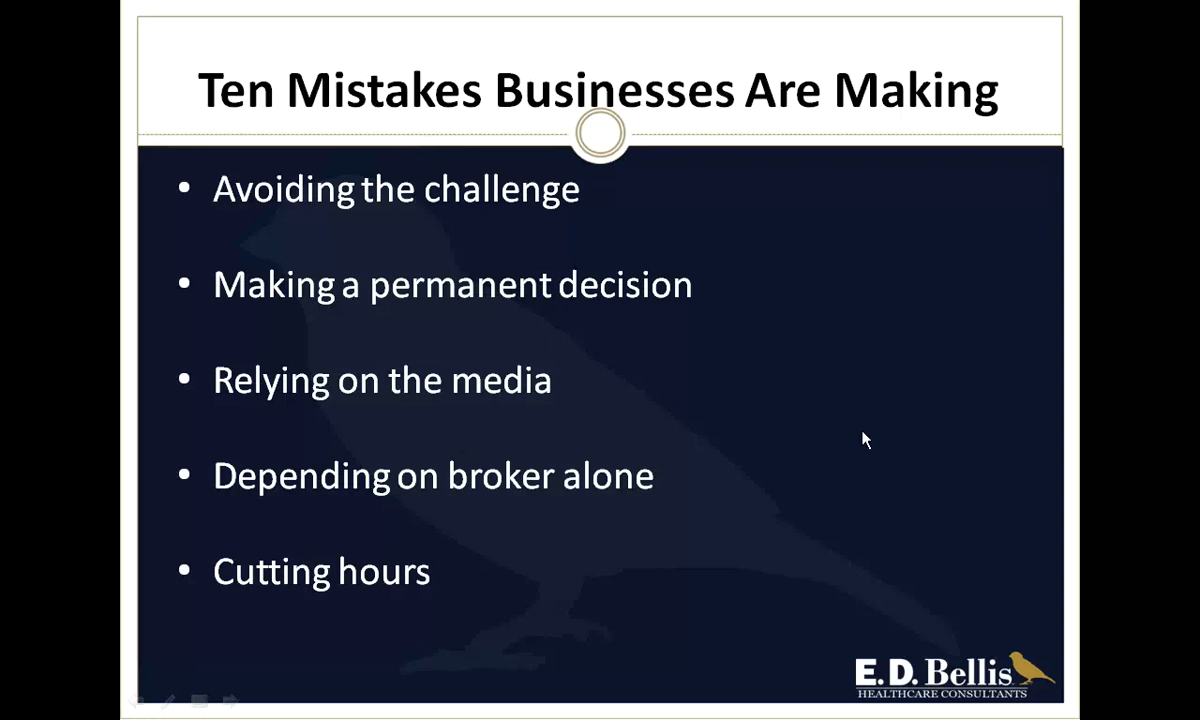 Ten Mistakes Businesses Are Making
• Avoiding the challenge
• Making a permanent decision
• Relying on the media
• Depending on broker alone
• Cutting hours
E.D. Bellis
HEALTHCARE CONSULTANTS